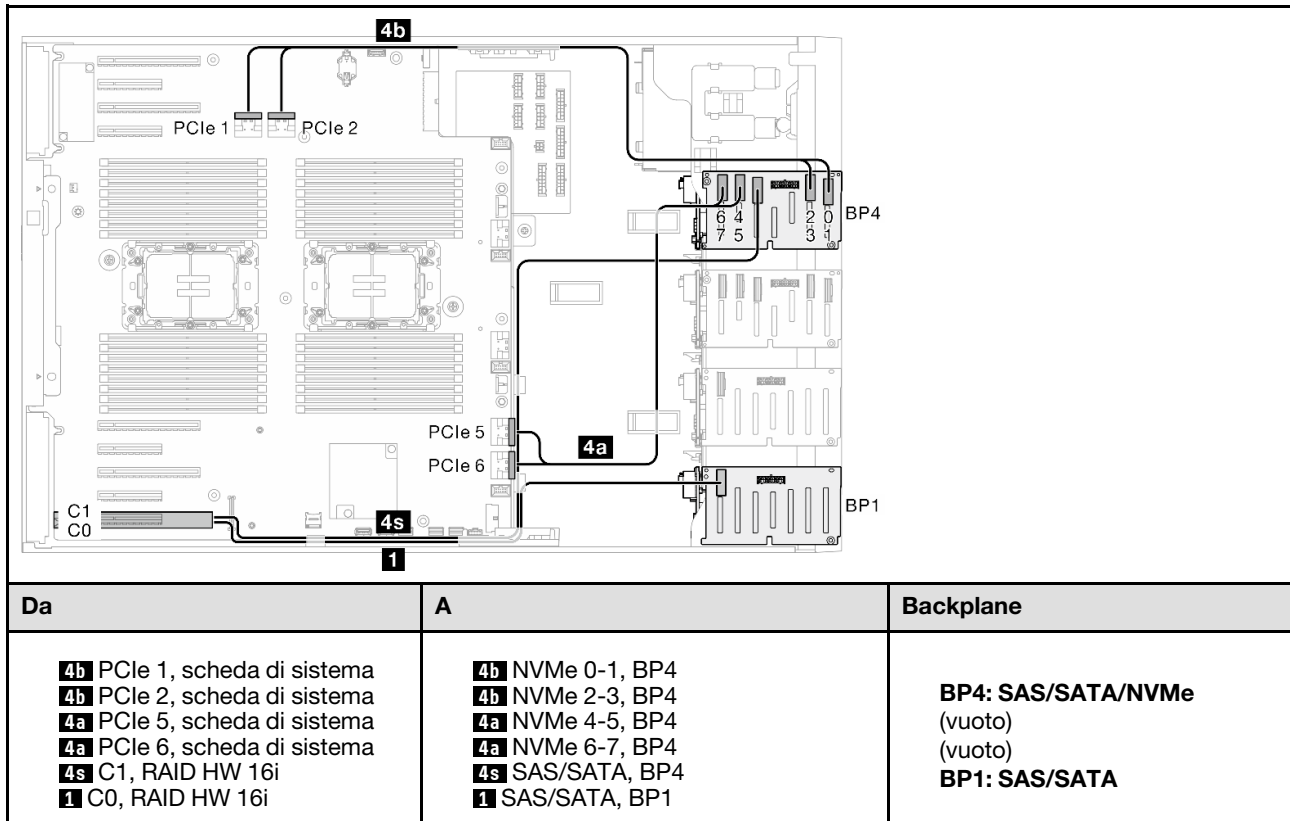 4b
PCIe 1
PCIe 2
6 4 2 0
7 5 3 1
BP4
PCIe 5
4a
PCIe 6
C1
C0
4s
1
BP1
Da
A
Backplane
4b PCIe 1, scheda di sistema
4b PCIe 2, scheda di sistema
4a PCIe 5, scheda di sistema
4a PCIe 6, scheda di sistema
4s C1, RAID HW 16i
1 C0, RAID HW 16i
4b NVMe 0-1, BP4
4b NVMe 2-3, BP4
4a NVMe 4-5, BP4
4a NVMe 6-7, BP4
4s SAS/SATA, BP4
1 SAS/SATA, BP1
BP4: SAS/SATA/NVMe
(vuoto)
(vuoto)
BP1: SAS/SATA